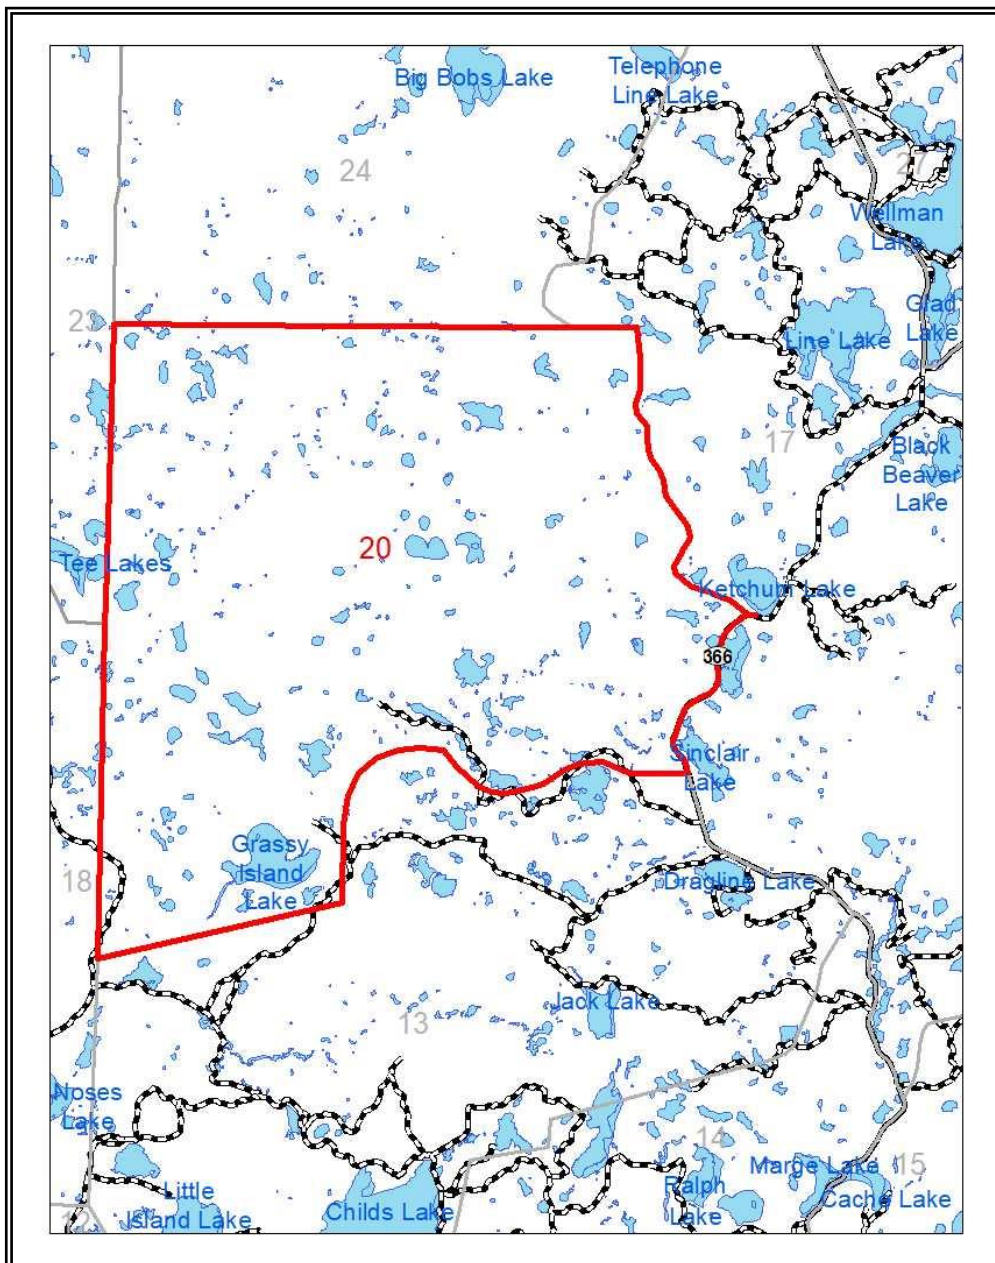 Big Bobs Lake
Telephone
Line Lake
24
27
Wellman
Lake
23
Glad
Lake
Line Lake
17
Black
Beaver
Lake
20
Tee Lakes
Ketchum Lake
366
Sinclair
Lake
Grassy
Island
Lake
18
Dragline Lake
Jack Lake
13
Noses
Lake
14
Marge Lake
15
Ralph
Lake
Cache Lake
Little
Island Lake
Childs Lake